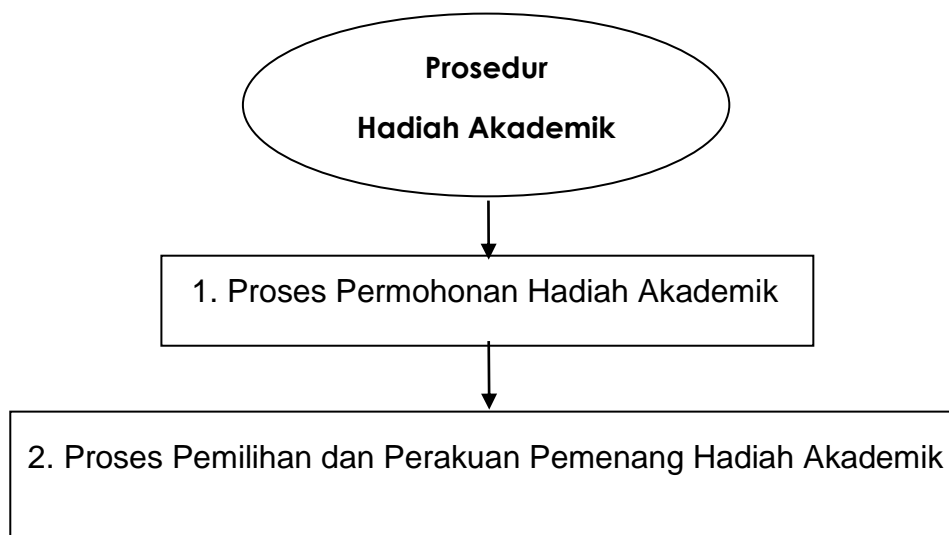 Prosedur
Hadiah Akademik
1. Proses Permohonan Hadiah Akademik
2. Proses Pemilihan dan Perakuan Pemenang Hadiah Akademik